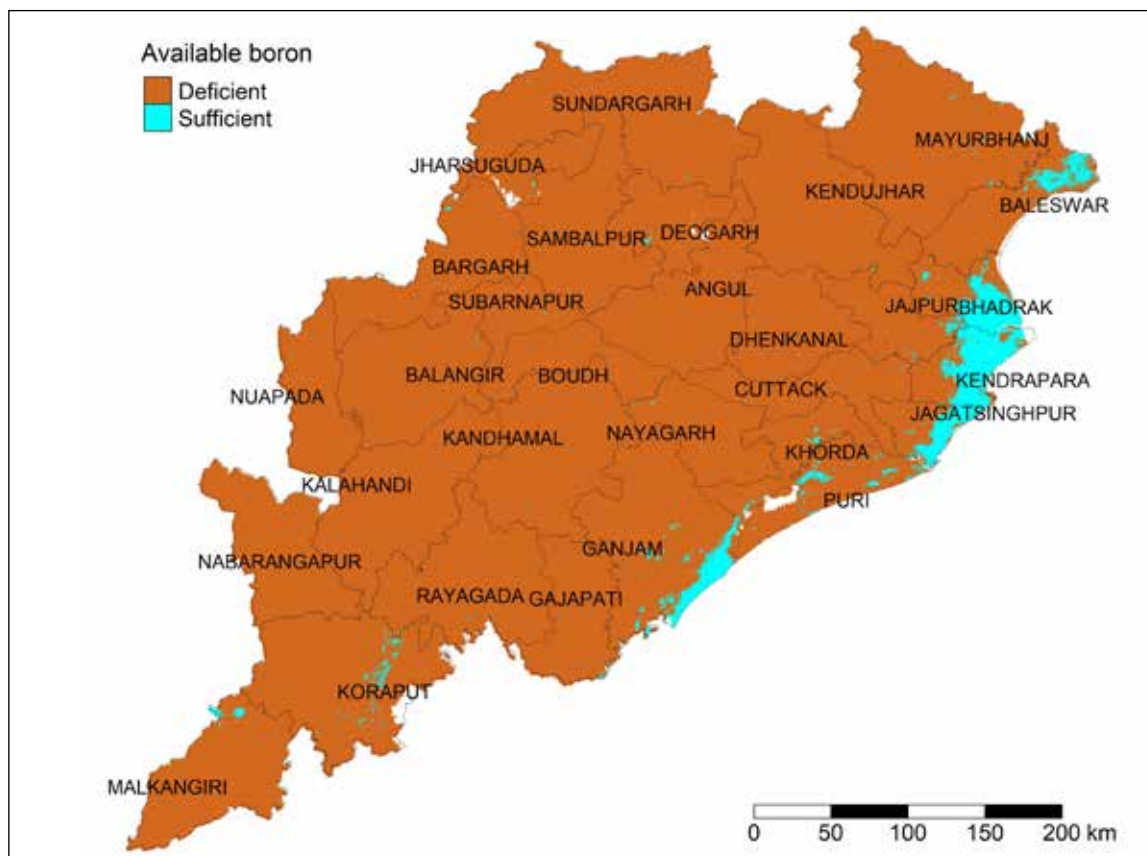 Available boron
Deficient
Sufficient
SUNDARGARH
MAYURBHANJ
JHARSUGUDA
KENDUJHAR
BALESWAR
SAMBALPUR
DEOGARH
BARGARH
ANGUL
SUBARNAPUR
JAJPUR
BHADRAK
DHENKANAL
BALANGIR
BOUDH
KENDRAPARA
NUAPADA
CUTTACK
JAGATSINGHPUR
KANDHAMAL
NAYAGARH
KHORDA
KALAHANDI
PURI
GANJAM
NABARANGAPUR
RAYAGADA
GAJAPATI
KORAPUT
MALKANGIRI
0 50 100 150 200 km